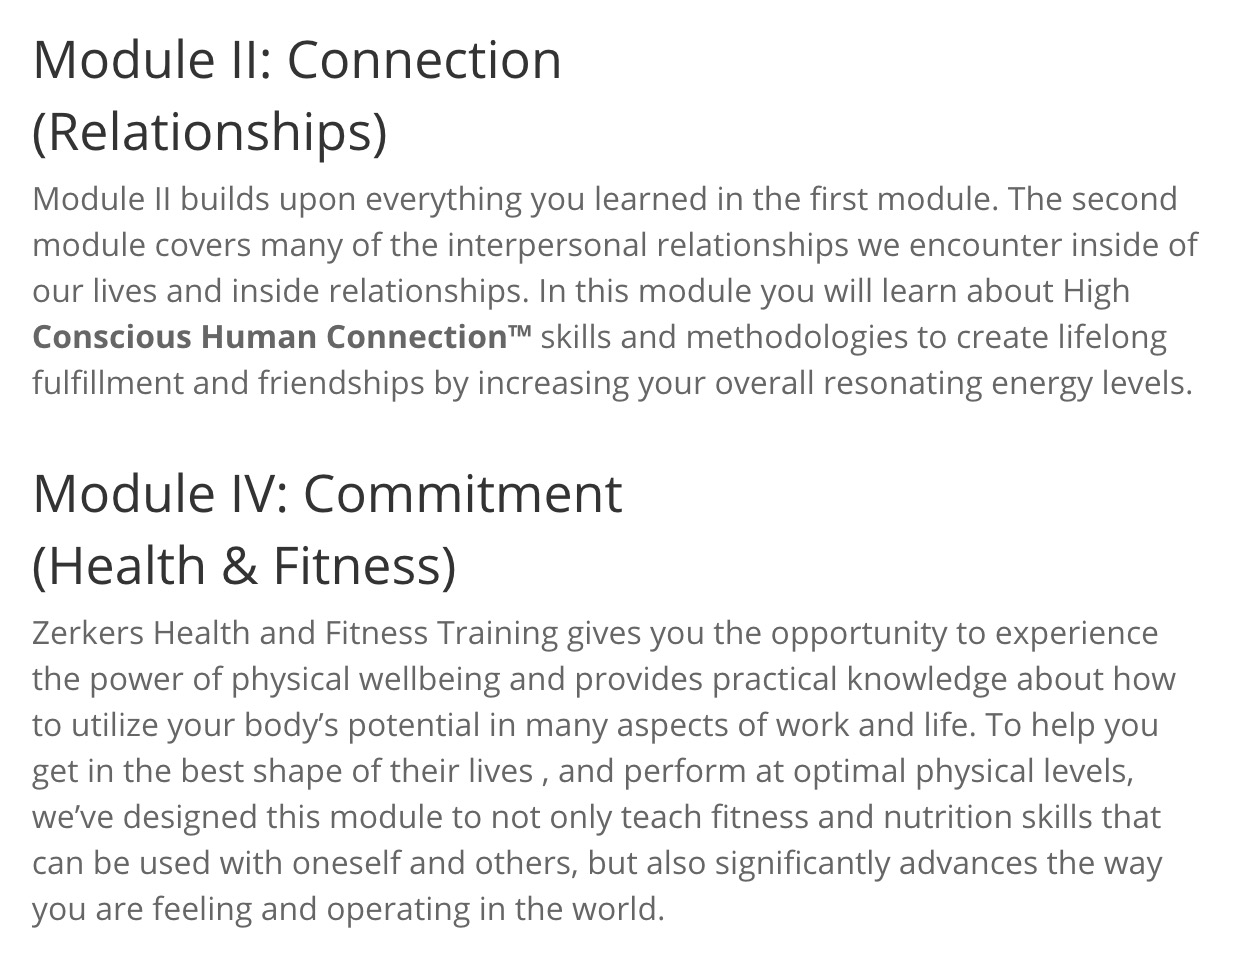 Module II: Connection
(Relationships)
Module II builds upon everything you learned in the first module. The second
module covers many of the interpersonal relationships we encounter inside of
our lives and inside relationships. In this module you will learn about High
Conscious Human Connection™ skills and methodologies to create lifelong
fulfillment and friendships by increasing your overall resonating energy levels.
Module IV: Commitment
(Health & Fitness)
Zerkers Health and Fitness Training gives you the opportunity to experience
the power of physical wellbeing and provides practical knowledge about how
to utilize your body’s potential in many aspects of work and life. To help you
get in the best shape of their lives , and perform at optimal physical levels,
we’ve designed this module to not only teach fitness and nutrition skills that
can be used with oneself and others, but also significantly advances the way
you are feeling and operating in the world.